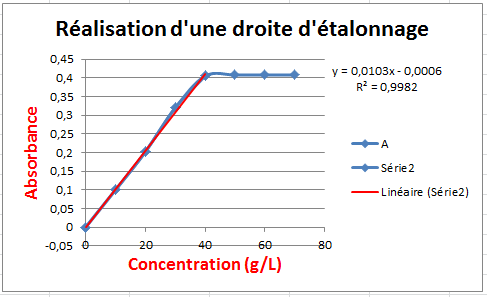 Réalisation d'une droite d'étalonnage
0,45
0,4
0,35
0,3
0,25
0,2
0,15
0,1
0,05
0
-0,05
0
20
40
60
80
Absorbance
Concentration (g/L)
y = 0,0103x - 0,0006
R² = 0,9982
A
Série2
Linéaire (Série2)